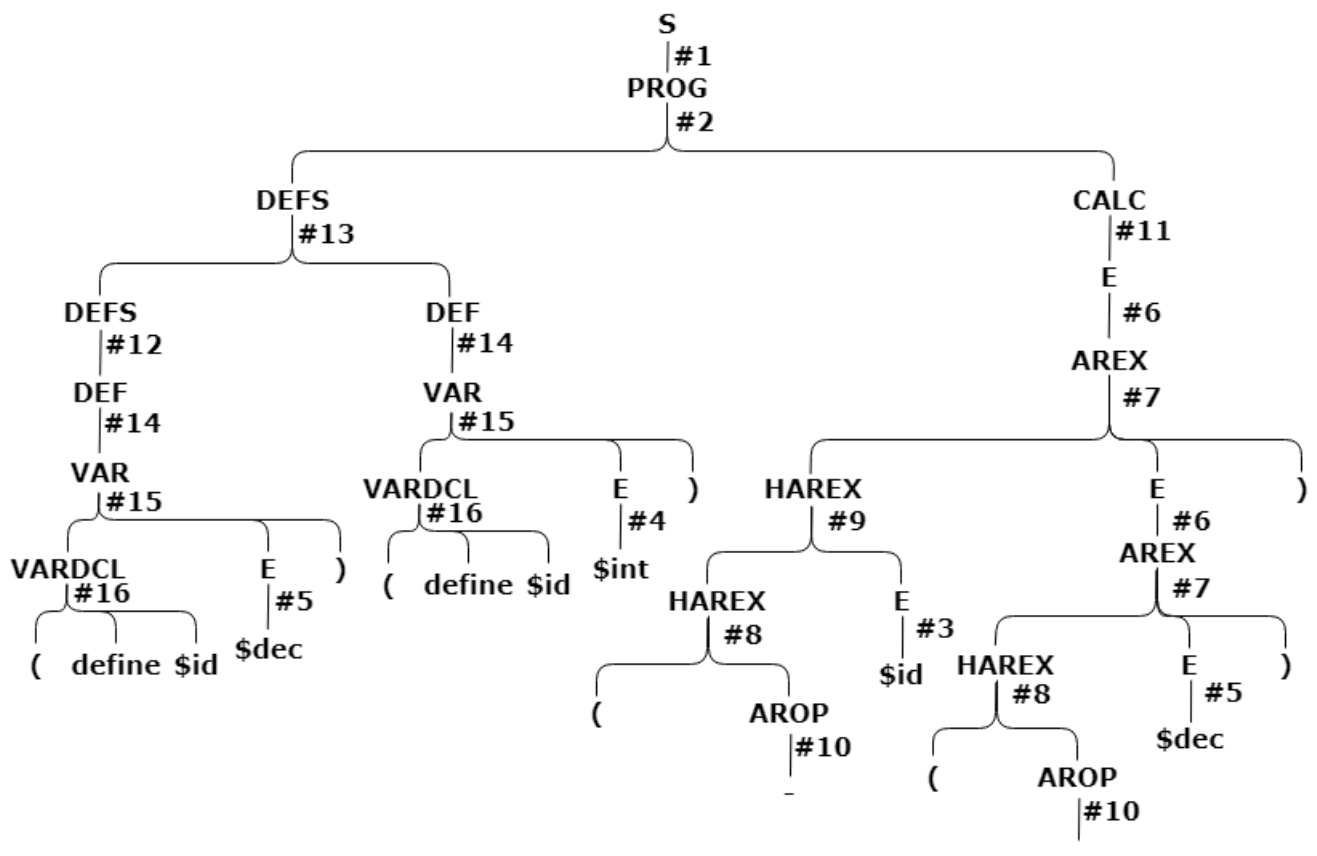 S
#1
PROG
#2
DEFS CALC
#13 #11
E
DEFS DEF #6
#12 #14
AREX
DEF VAR #7
#14 #15
VAR VARDCL E ) HAREX E )
#15 #16 #4 #9 #6
AREX
VARDCL E ) ( define $id $int #7
#16 #5 HAREX E
#8 #3
( define $id $dec $id HAREX E )
#8 #5
( AROP $dec
#10 ( AROP
- #10